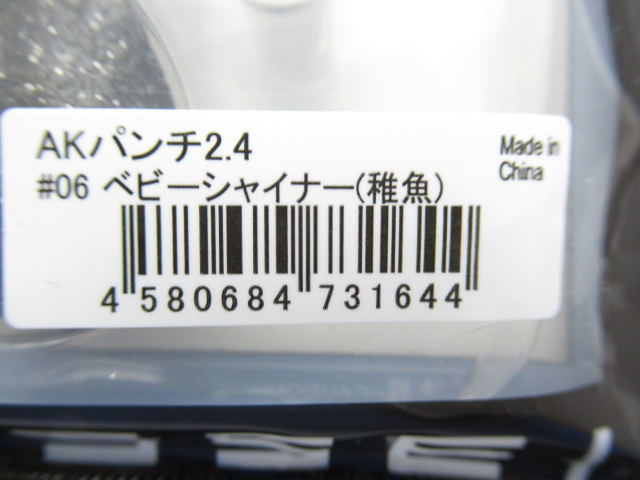 AKパンチ2.4
#06 ベビーシャイナー(稚魚)
Made in
China
4 580684 731644